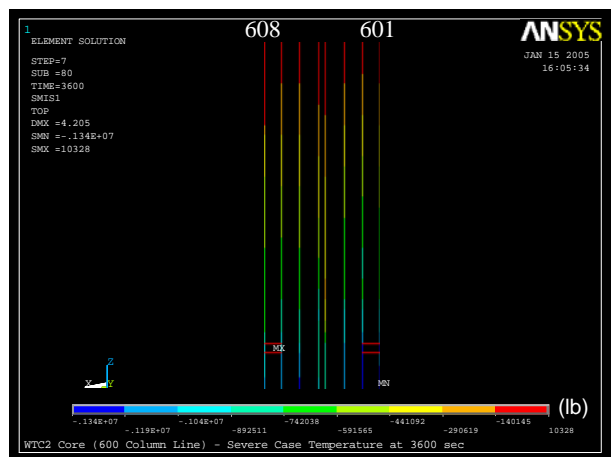 608 601
1
ANSYS
ELEMENT SOLUTION
JAN 15 2005
16:05:34
STEP=7
SUB =80
TIME=3600
SMIS1
TOP
DMX =4.205
SMN =-.134E+07
SMX =10328
MX
MN
Z
X Y
(lb)
-.134E+07 -.104E+07 -742038 -441092 -140145
-.119E+07 -892511 -591565 -290619 10328
WTC2 Core (600 Column Line) - Severe Case Temperature at 3600 sec